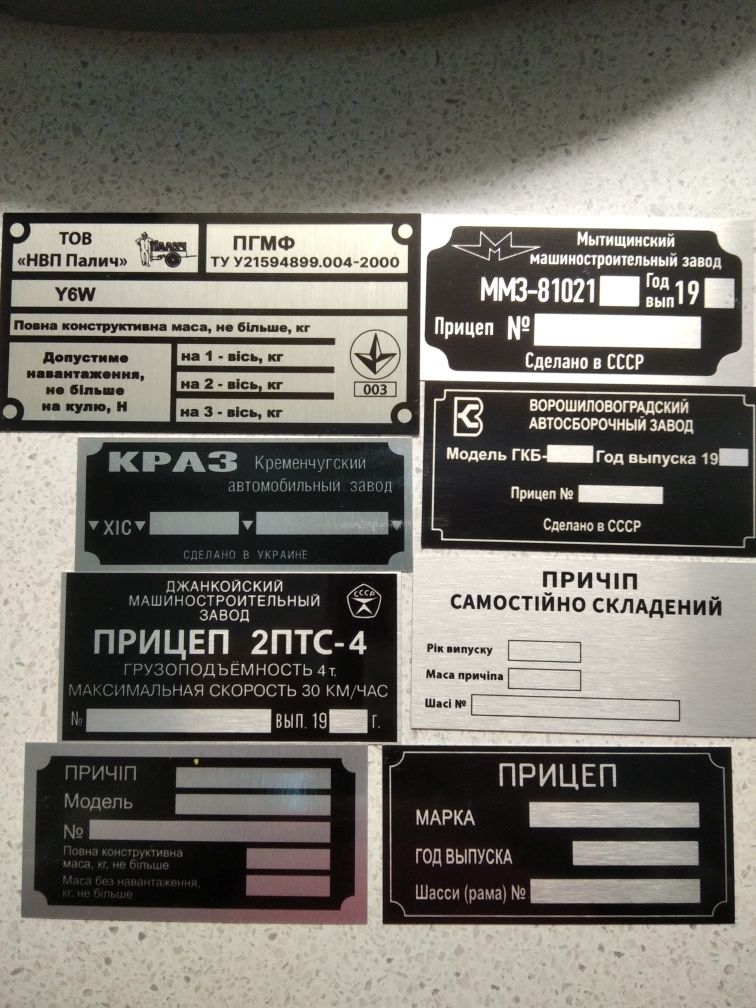 ТОВ
«НВП Палич»
ПАЛИЧ
ПГМФ
ТУ У21594899.004-2000
Y6W
Повна конструктивна маса, не більше, кг
Допустиме
навантаження,
не більше
на кулю, Н
на 1 - вісь, кг
на 2 - вісь, кг
на 3 - вісь, кг
003
Мытищинский
машиностроительный завод
ММЗ-81021
Год
вып 19
Прицеп №
Сделано в СССР
ВОРОШИЛОВОГРАДСКИЙ
АВТОСБОРОЧНЫЙ ЗАВОД
Модель ГКБ- Год выпуска 19
Прицеп №
Сделано в СССР
КРАЗ Кременчугский
автомобильный завод
ХІС
СДЕЛАНО В УКРАИНЕ
ДЖАНКОЙСКИЙ
МАШИНОСТРОИТЕЛЬНЫЙ
ЗАВОД
СССР
ПРИЦЕП 2ПТС-4
ГРУЗОПОДЪЁМНОСТЬ 4 т.
МАКСИМАЛЬНАЯ СКОРОСТЬ 30 КМ/ЧАС
№ ВЫП. 19 Г.
ПРИЧІП
САМОСТІЙНО СКЛАДЕНИЙ
Рік випуску
Маса причіпа
Шасі №
ПРИЧІП
Модель
№
Повна конструктивна
маса, кг, не більше
Маса без навантаження,
кг, не більше
ПРИЦЕП
МАРКА
ГОД ВЫПУСКА
Шасси (рама) №